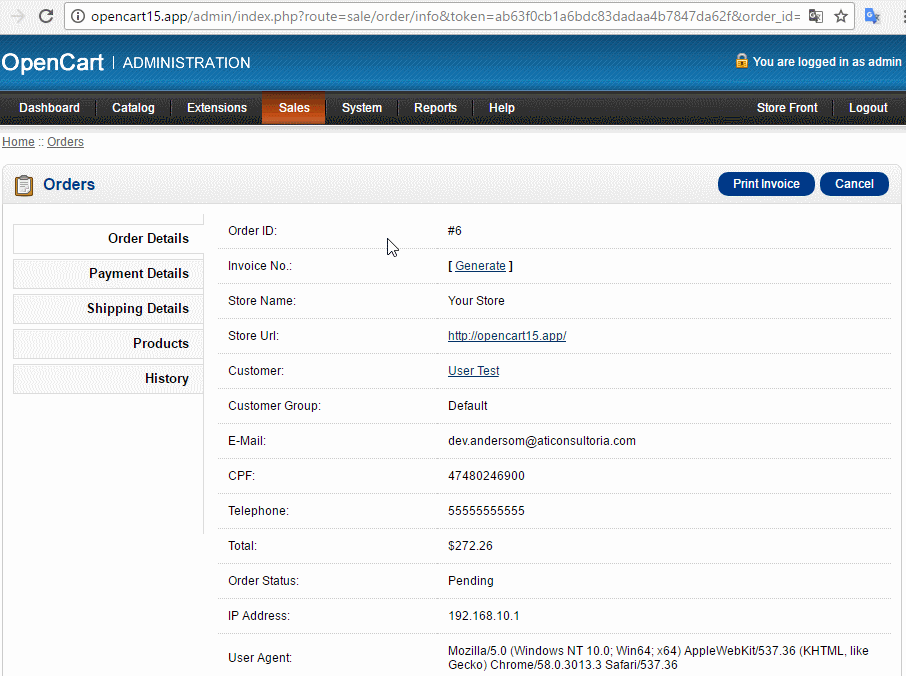 opencart15.app/admin/index.php?route=sale/order/info&token=ab63f0cb1a6bdc83dadaa4b7847da62f&order_id=
OpenCart | ADMINISTRATION You are logged in as admin
Dashboard Catalog Extensions Sales System Reports Help Store Front Logout
Home :: Orders
Orders Print Invoice Cancel
Order Details
Payment Details
Shipping Details
Products
History
Order ID: #6
Invoice No.: [ Generate ]
Store Name: Your Store
Store Url: http://opencart15.app/
Customer: User Test
Customer Group: Default
E-Mail: dev.andersom@aticonsultoria.com
CPF: 47480246900
Telephone: 55555555555
Total: $272.26
Order Status: Pending
IP Address: 192.168.10.1
User Agent: Mozilla/5.0 (Windows NT 10.0; Win64; x64) AppleWebKit/537.36 (KHTML, like
Gecko) Chrome/58.0.3013.3 Safari/537.36